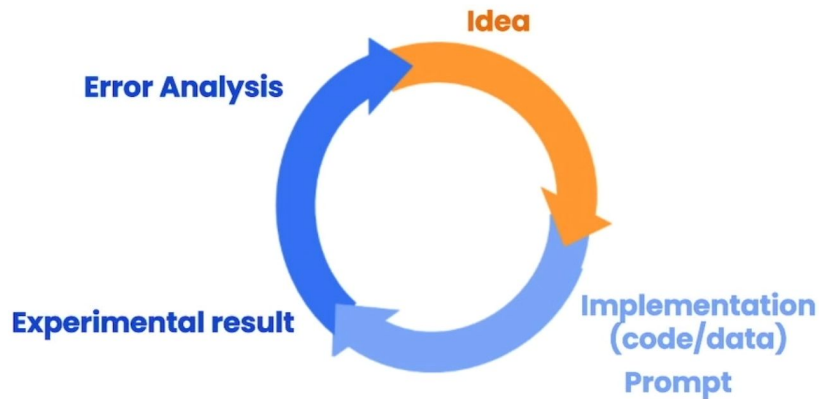 Idea
Error Analysis
Implementation
(code/data)
Experimental result
Prompt